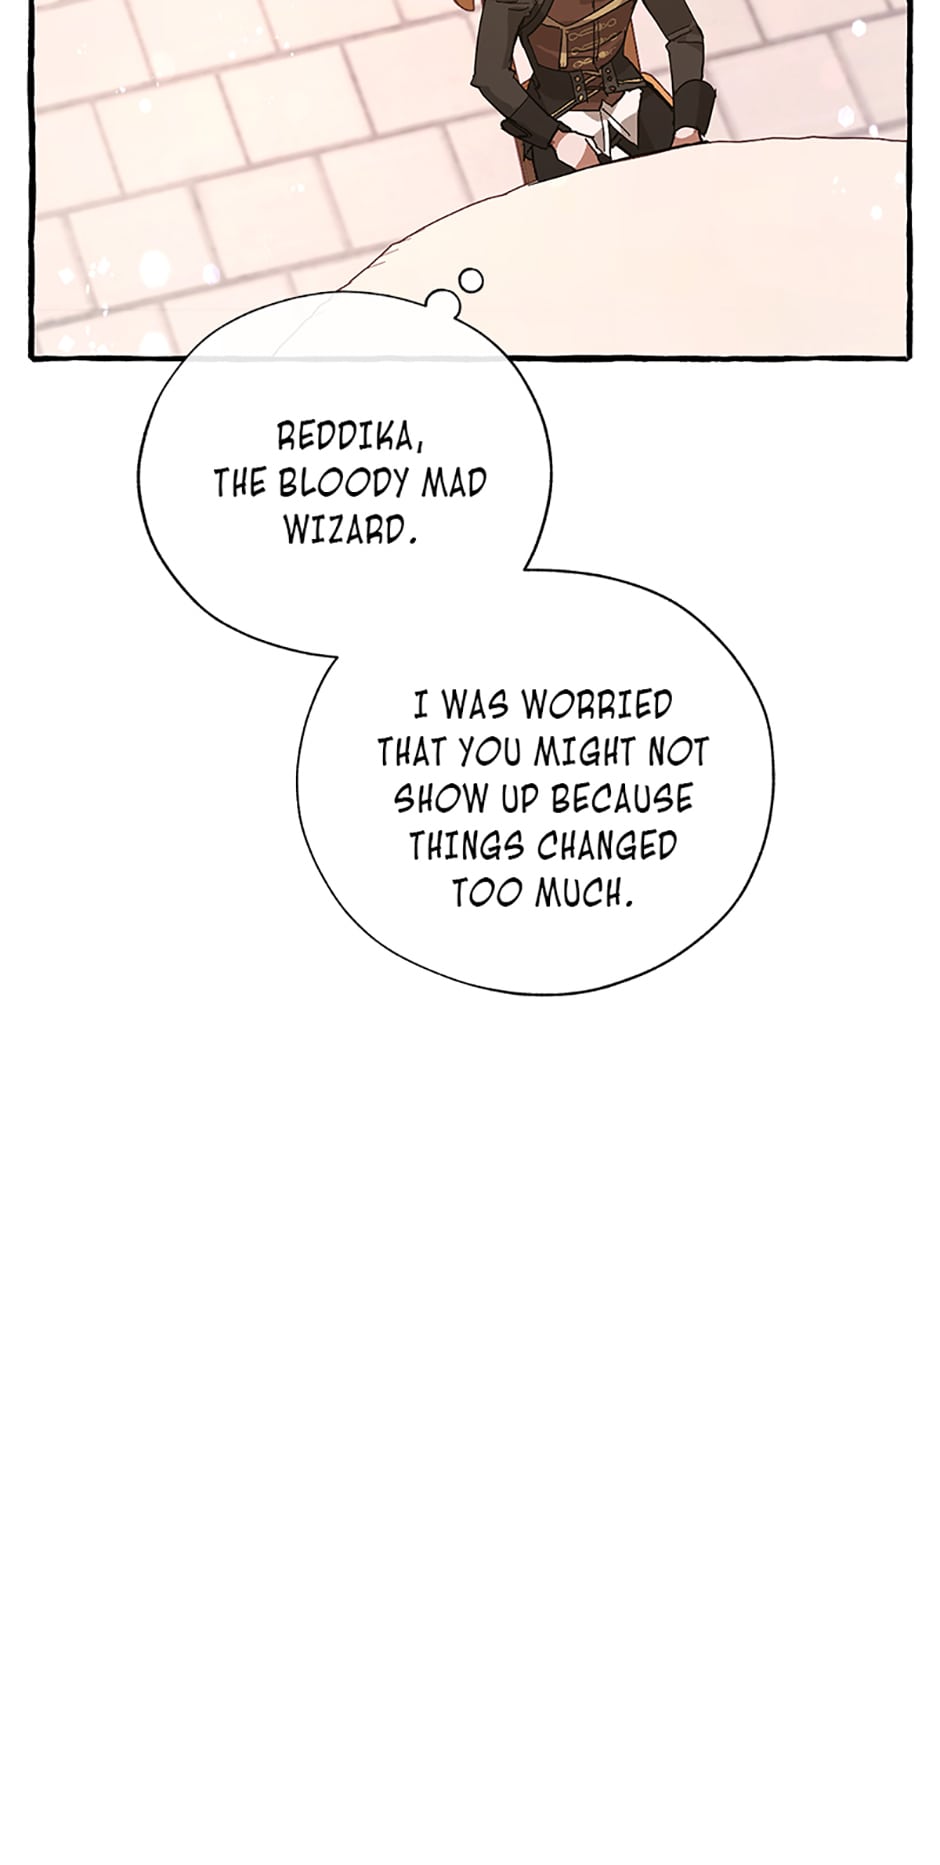 REDDIKA,
THE BLOODY MAD
WIZARD.
I WAS WORRIED
THAT YOU MIGHT NOT
SHOW UP BECAUSE
THINGS CHANGED
TOO MUCH.